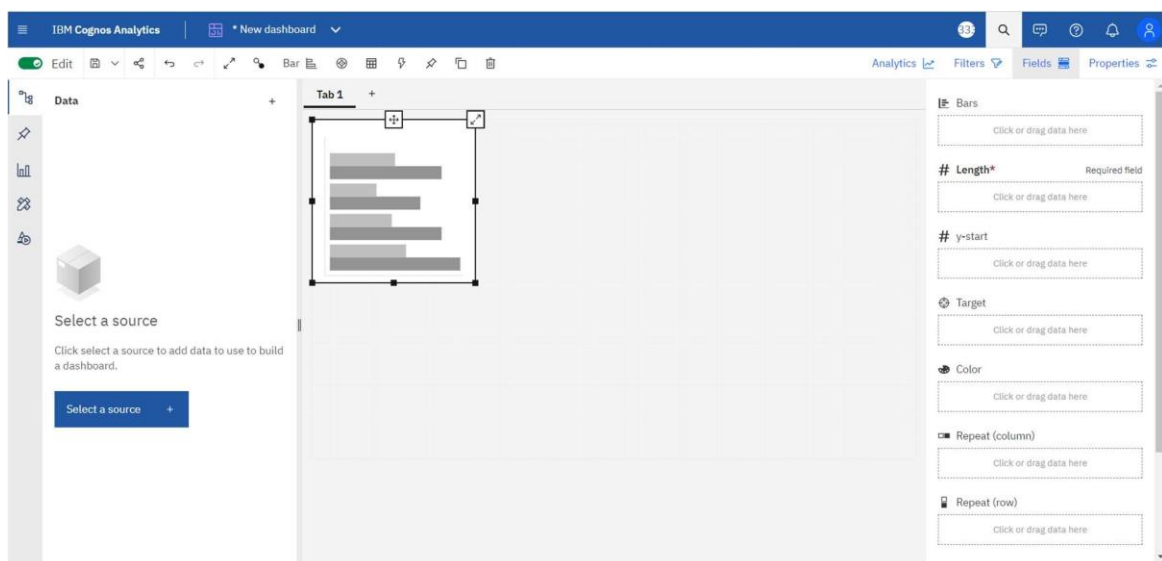 IBM Cognos Analytics
* New dashboard
Edit
Bar
Analytics
Filters
Fields
Properties
Data
+
Tab 1
+
Select a source
Click select a source to add data to use to build
a dashboard.
Select a source +
Bars
Click or drag data here
# Length* Required field
Click or drag data here
# y-start
Click or drag data here
Target
Click or drag data here
Color
Click or drag data here
Repeat (column)
Click or drag data here
Repeat (row)
Click or drag data here